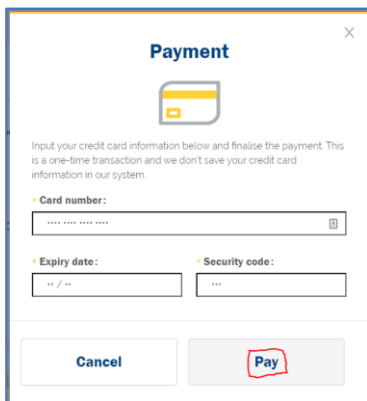 X
Payment
Input your credit card information below and finalise the payment. This
is a one-time transaction and we don't save your credit card
information in our system.
* Card number:
···· ···· ···· ····
* Expiry date: * Security code:
·· / ·· ···
Cancel Pay